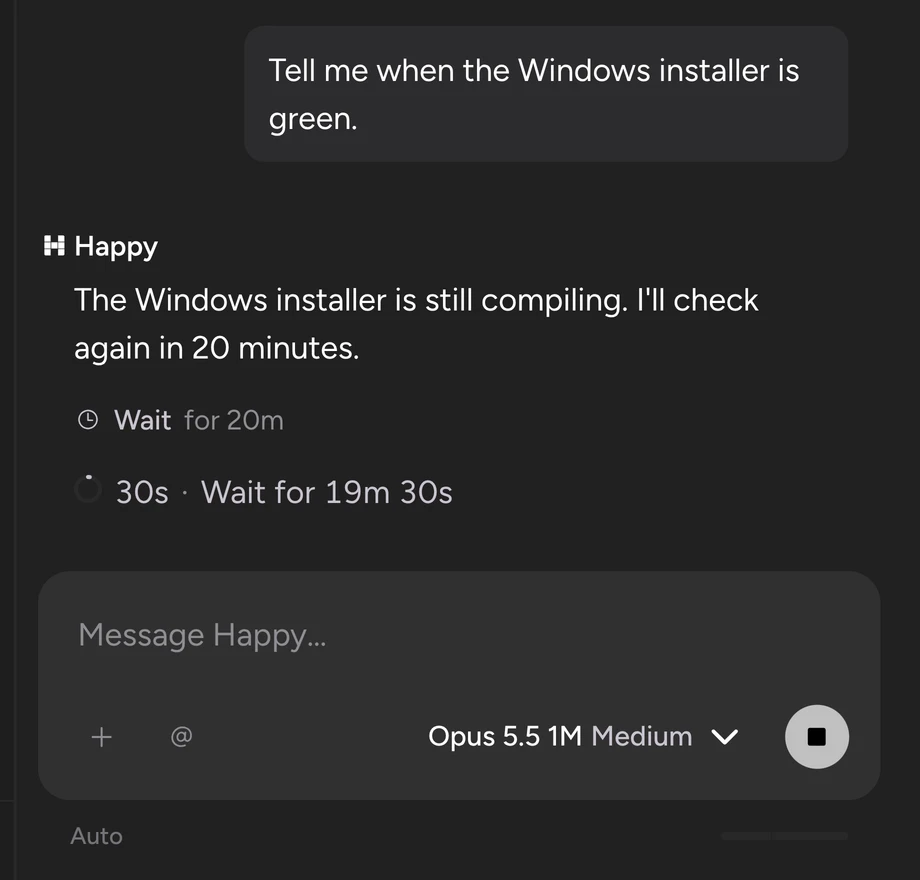 Tell me when the Windows installer is
green.
Happy
The Windows installer is still compiling. I'll check
again in 20 minutes.
Wait for 20m
30s · Wait for 19m 30s
Message Happy...
@ Opus 5.5 1M Medium
Auto